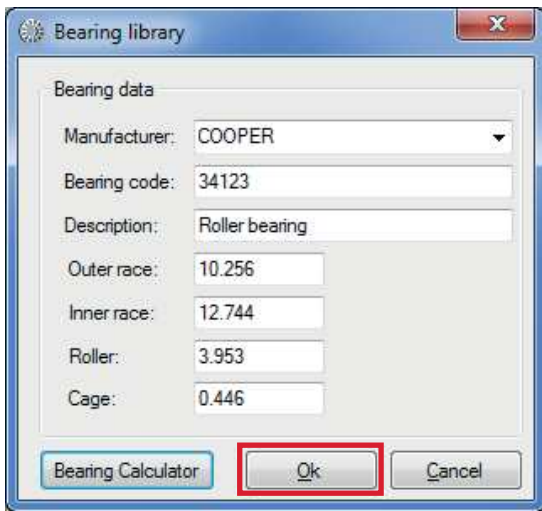 Bearing library
Bearing data
Manufacturer: COOPER
Bearing code: 34123
Description: Roller bearing
Outer race: 10.256
Inner race: 12.744
Roller: 3.953
Cage: 0.446
Bearing Calculator Ok Cancel